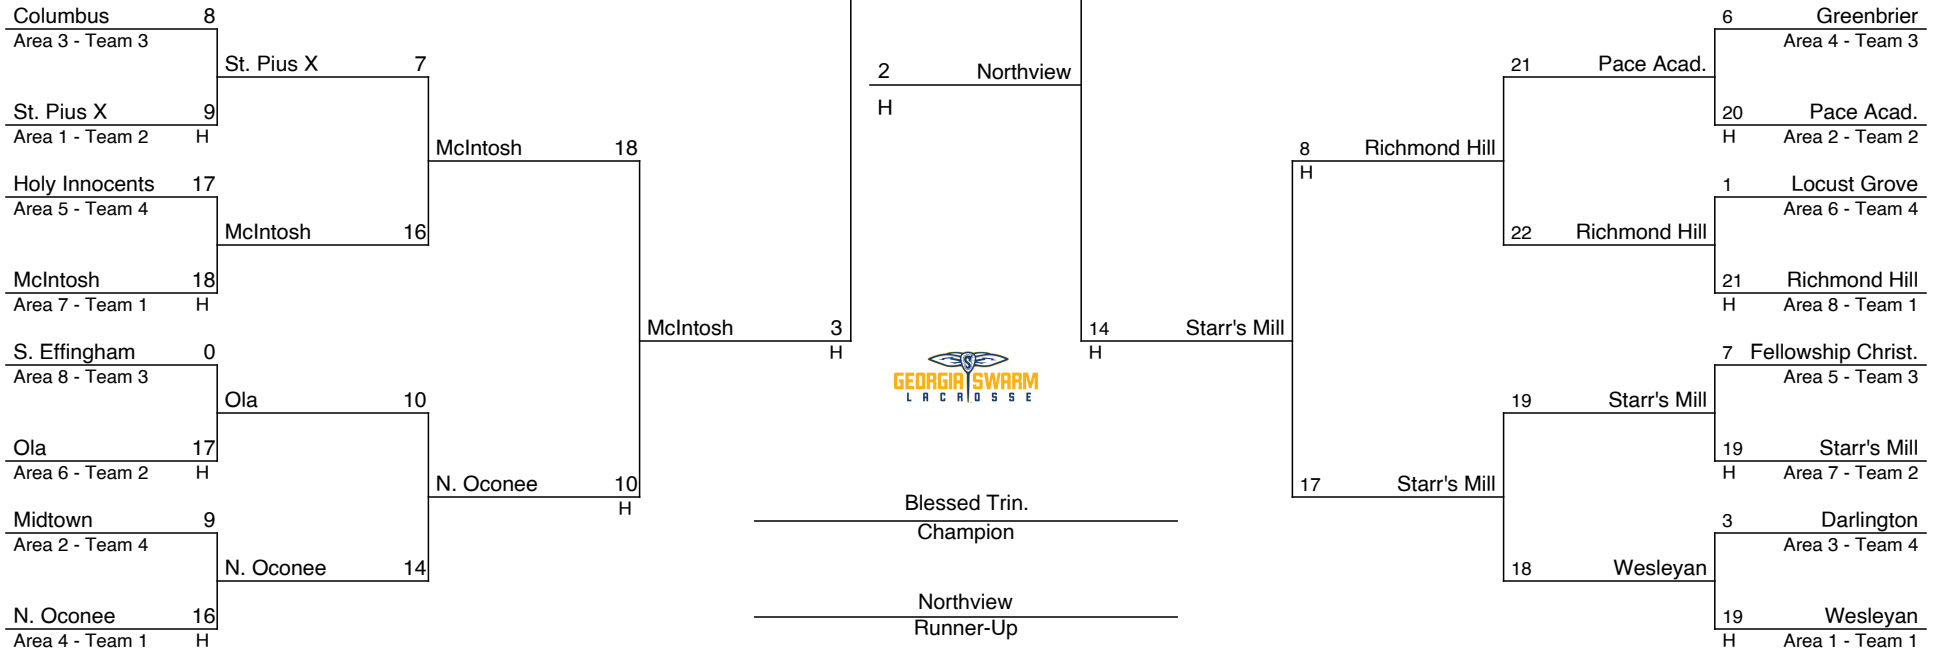 Columbus 8
Area 3 - Team 3
St. Pius X 7
St. Pius X 9
Area 1 - Team 2 H
McIntosh 18
Holy Innocents 17
Area 5 - Team 4
McIntosh 16
McIntosh 18
Area 7 - Team 1 H
McIntosh 3
H
S. Effingham 0
Area 8 - Team 3
Ola 10
Ola 17
Area 6 - Team 2 H
N. Oconee 10
H
Midtown 9
Area 2 - Team 4
N. Oconee 14
N. Oconee 16
Area 4 - Team 1 H
2 Northview
H
GEORGIA SWARM
LACROSSE
Blessed Trin.
Champion
Northview
Runner-Up
6 Greenbrier
Area 4 - Team 3
21 Pace Acad.
20 Pace Acad.
H Area 2 - Team 2
8 Richmond Hill
H
1 Locust Grove
Area 6 - Team 4
22 Richmond Hill
21 Richmond Hill
H Area 8 - Team 1
14 Starr's Mill
H
7 Fellowship Christ.
Area 5 - Team 3
19 Starr's Mill
19 Starr's Mill
H Area 7 - Team 2
17 Starr's Mill
3 Darlington
Area 3 - Team 4
18 Wesleyan
19 Wesleyan
H Area 1 - Team 1